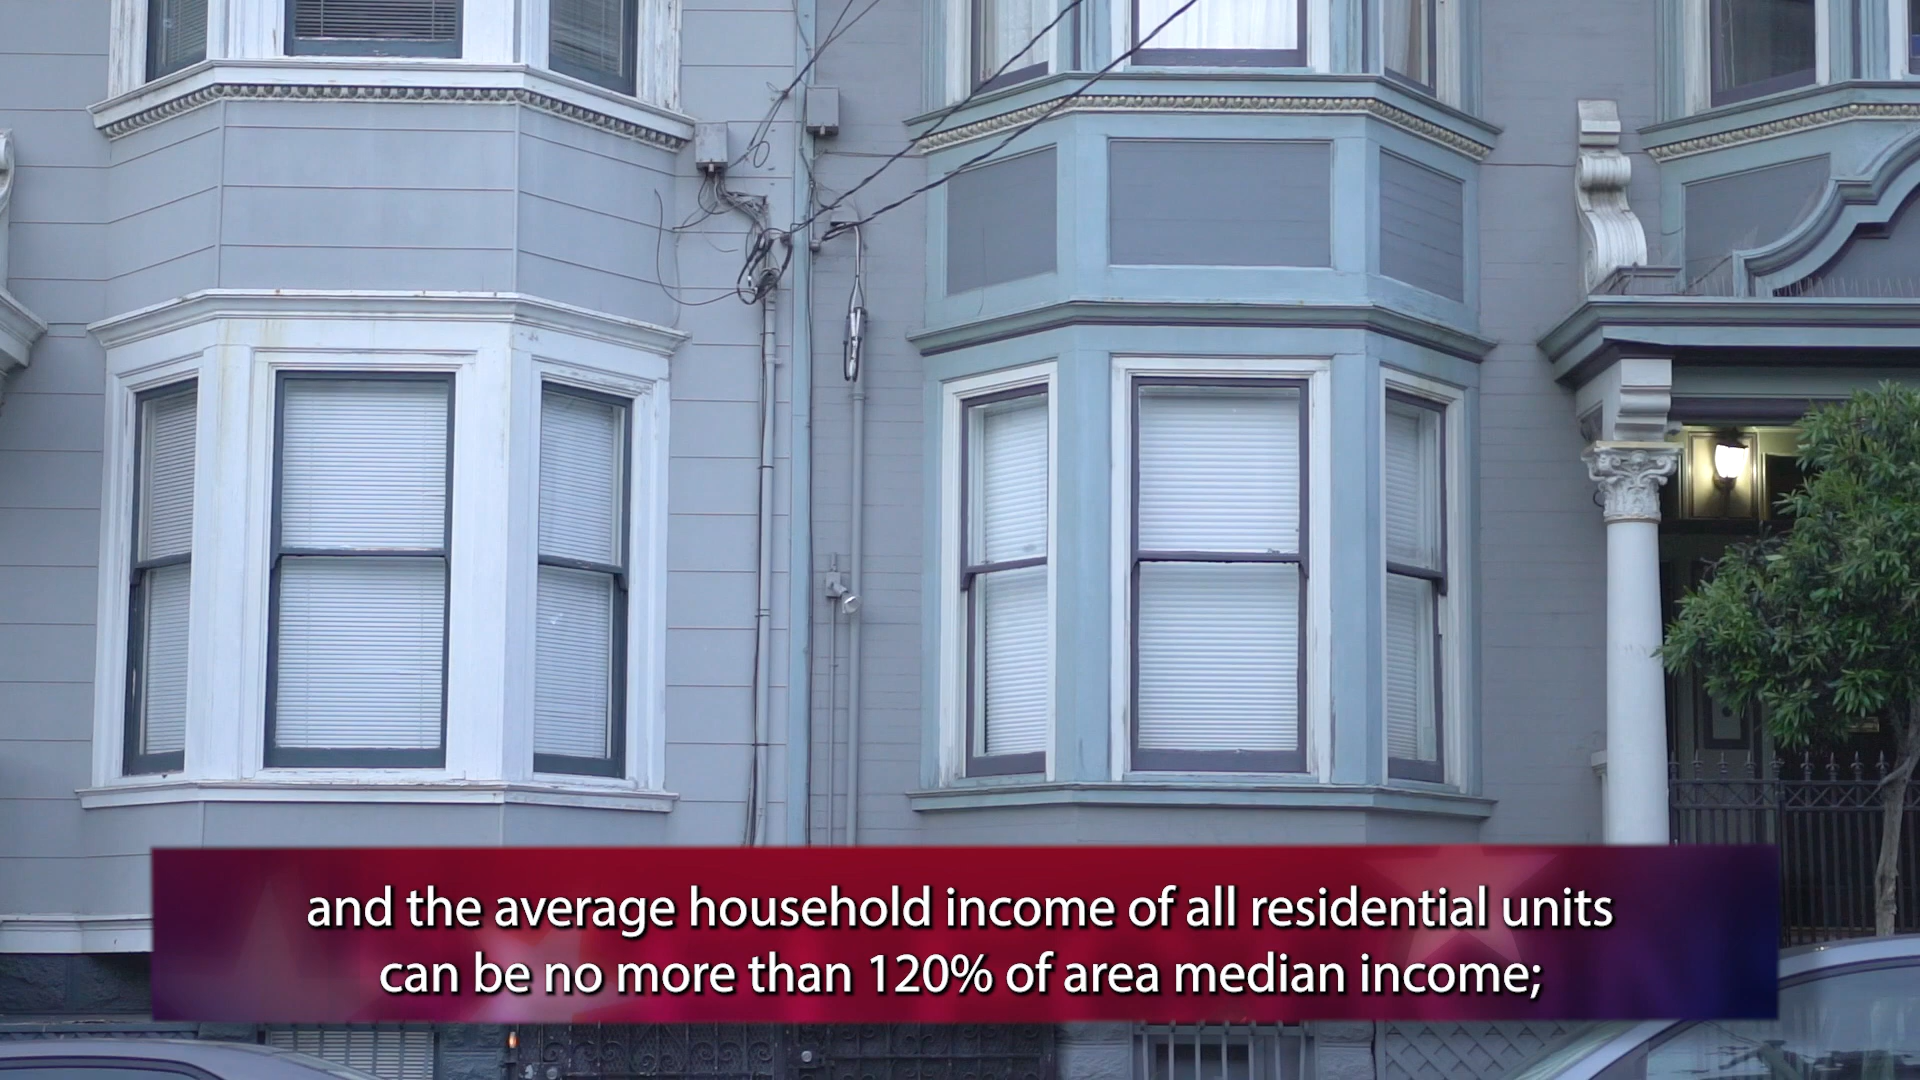 and the average household income of all residential units
can be no more than 120% of area median income;